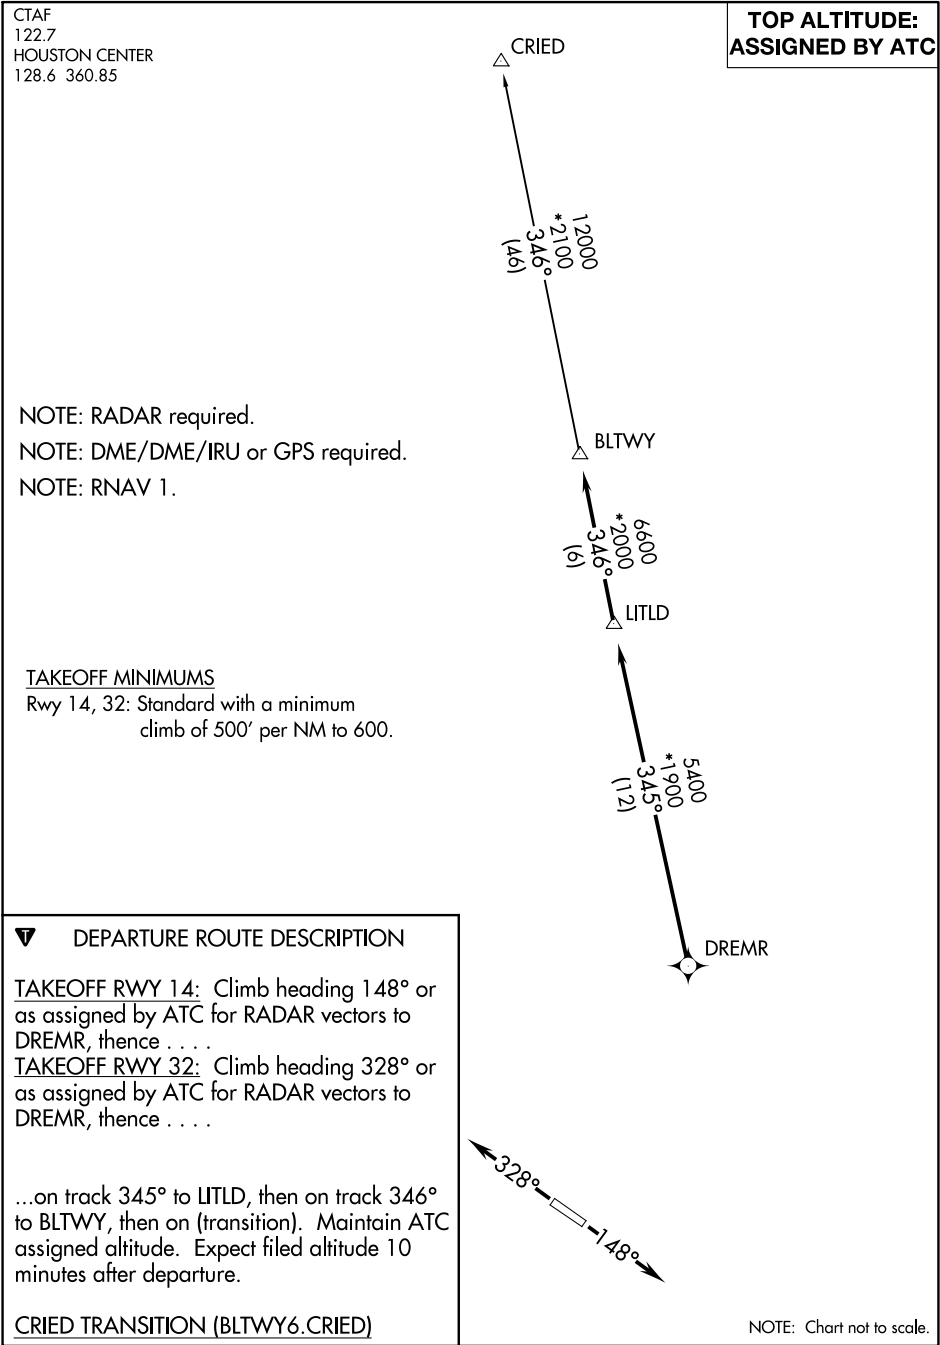 CTAF
122.7
HOUSTON CENTER
128.6 360.85
TOP ALTITUDE:
ASSIGNED BY ATC
CRIED
12000
*2100
346°
(46)
NOTE: RADAR required.
NOTE: DME/DME/IRU or GPS required.
NOTE: RNAV 1.
BLTWY
6600
*2000
346°
(6)
LITLD
TAKEOFF MINIMUMS
Rwy 14, 32: Standard with a minimum
climb of 500' per NM to 600.
5400
*1900
345°
(12)
DREMR
T DEPARTURE ROUTE DESCRIPTION
TAKEOFF RWY 14: Climb heading 148° or
as assigned by ATC for RADAR vectors to
DREMR, thence . . . .
TAKEOFF RWY 32: Climb heading 328° or
as assigned by ATC for RADAR vectors to
DREMR, thence . . . .
...on track 345° to LITLD, then on track 346°
to BLTWY, then on (transition). Maintain ATC
assigned altitude. Expect filed altitude 10
minutes after departure.
CRIED TRANSITION (BLTWY6.CRIED)
328°
148°
NOTE: Chart not to scale.